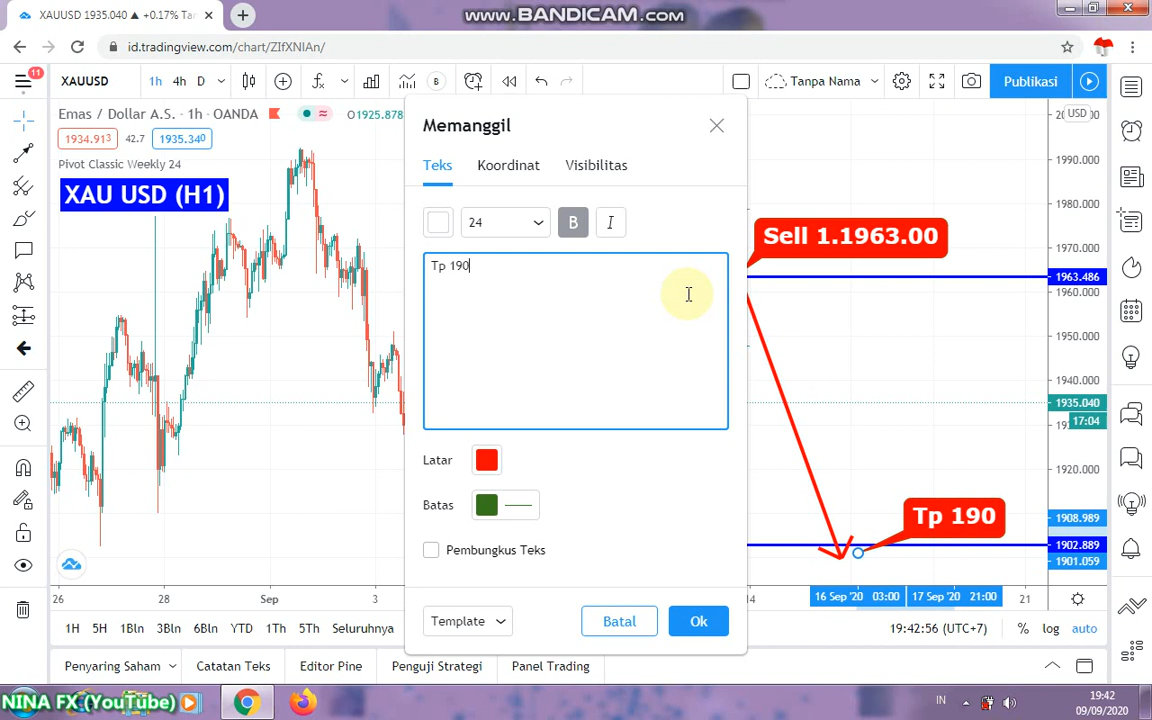 www.BANDICAM.com
XAUUSD 1935.040 ▲ +0.17% Ta
id.tradingview.com/chart/ZIfXNIAn/
11
XAUUSD
1h 4h D
B
Tanpa Nama
Publikasi
Emas / Dollar A.S. · 1h · OANDA
O1925.878
USD
1934.913 42.7 1935.340
Pivot Classic Weekly 24
XAU USD (H1)
Memanggil
Teks Koordinat Visibilitas
24 B I
Tp 190
Latar
Batas
Pembungkus Teks
Template
Batal
Ok
Sell 1.1963.00
Tp 190
1990.000
1980.000
1970.000
1963.486
1960.000
1950.000
1940.000
1935.040
17:04
1920.000
1908.989
1902.889
1901.059
26 28 Sep 3 14 16 Sep '20 03:00 17 Sep '20 21:00 21
1H 5H 1Bln 3Bln 6Bln YTD 1Th 5Th Seluruhnya
19:42:56 (UTC+7) % log auto
Penyaring Saham Catatan Teks Editor Pine Penguji Strategi Panel Trading
NINA FX (YouTube)
IN
19:42
09/09/2020